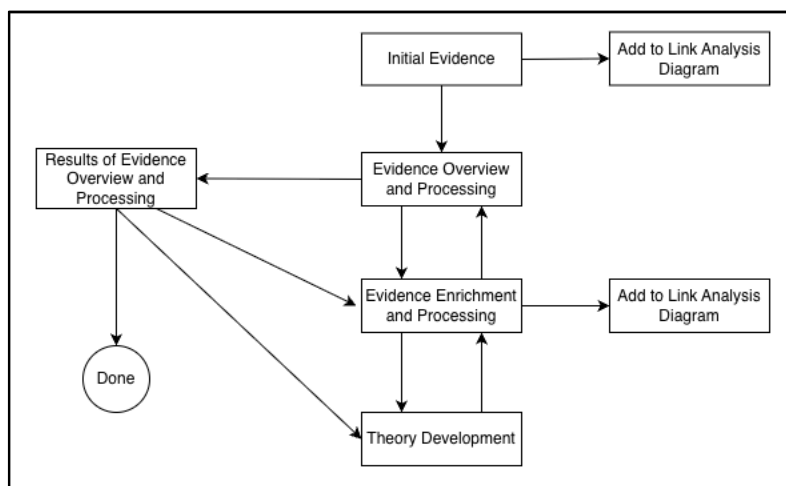 Initial Evidence
Add to Link Analysis
Diagram
Results of Evidence
Overview and
Processing
Evidence Overview
and Processing
Evidence Enrichment
and Processing
Add to Link Analysis
Diagram
Done
Theory Development